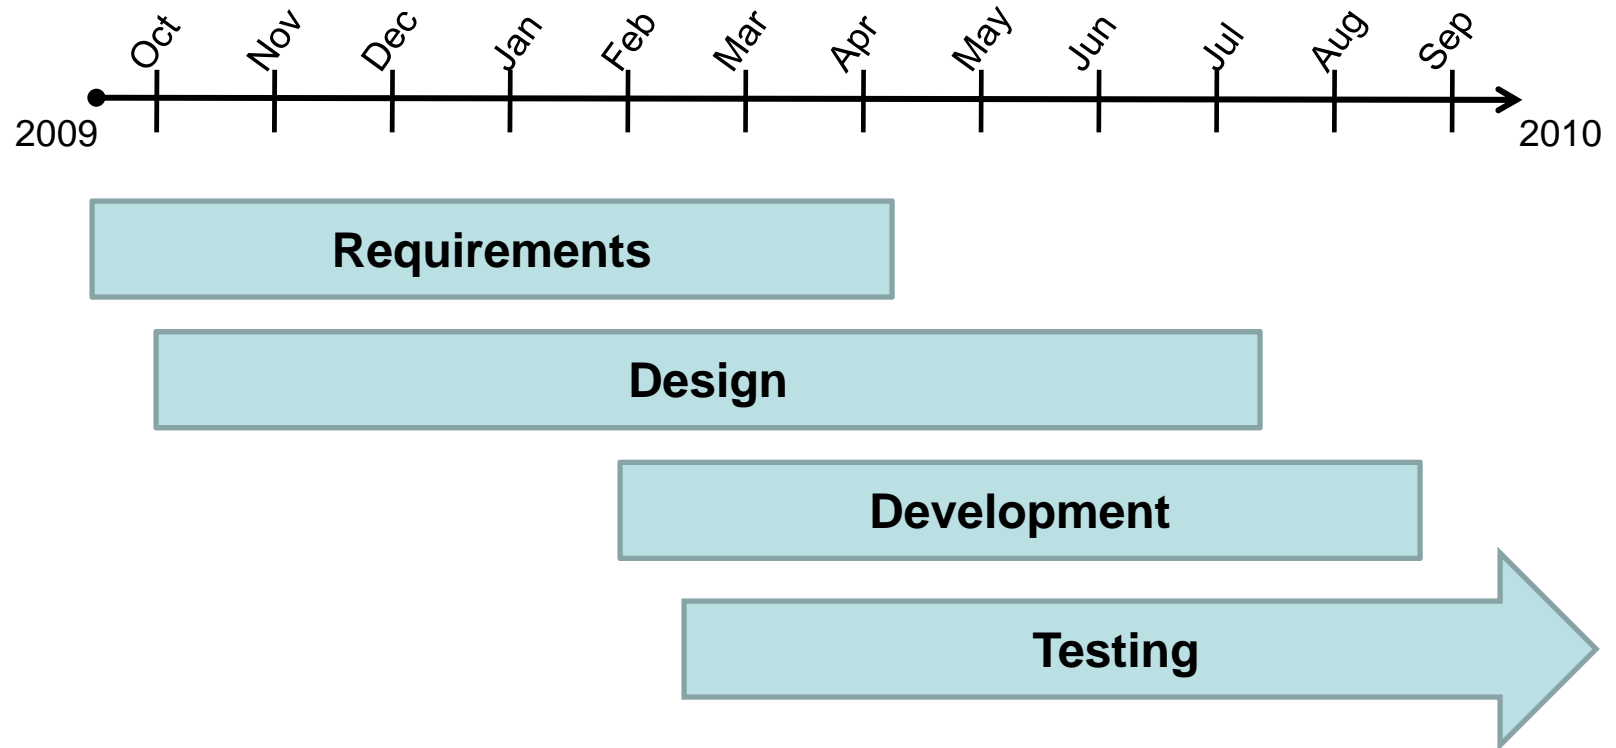 Oct Nov Dec Jan Feb Mar Apr May Jun Jul Aug Sep
2009 2010
Requirements
Design
Development
Testing